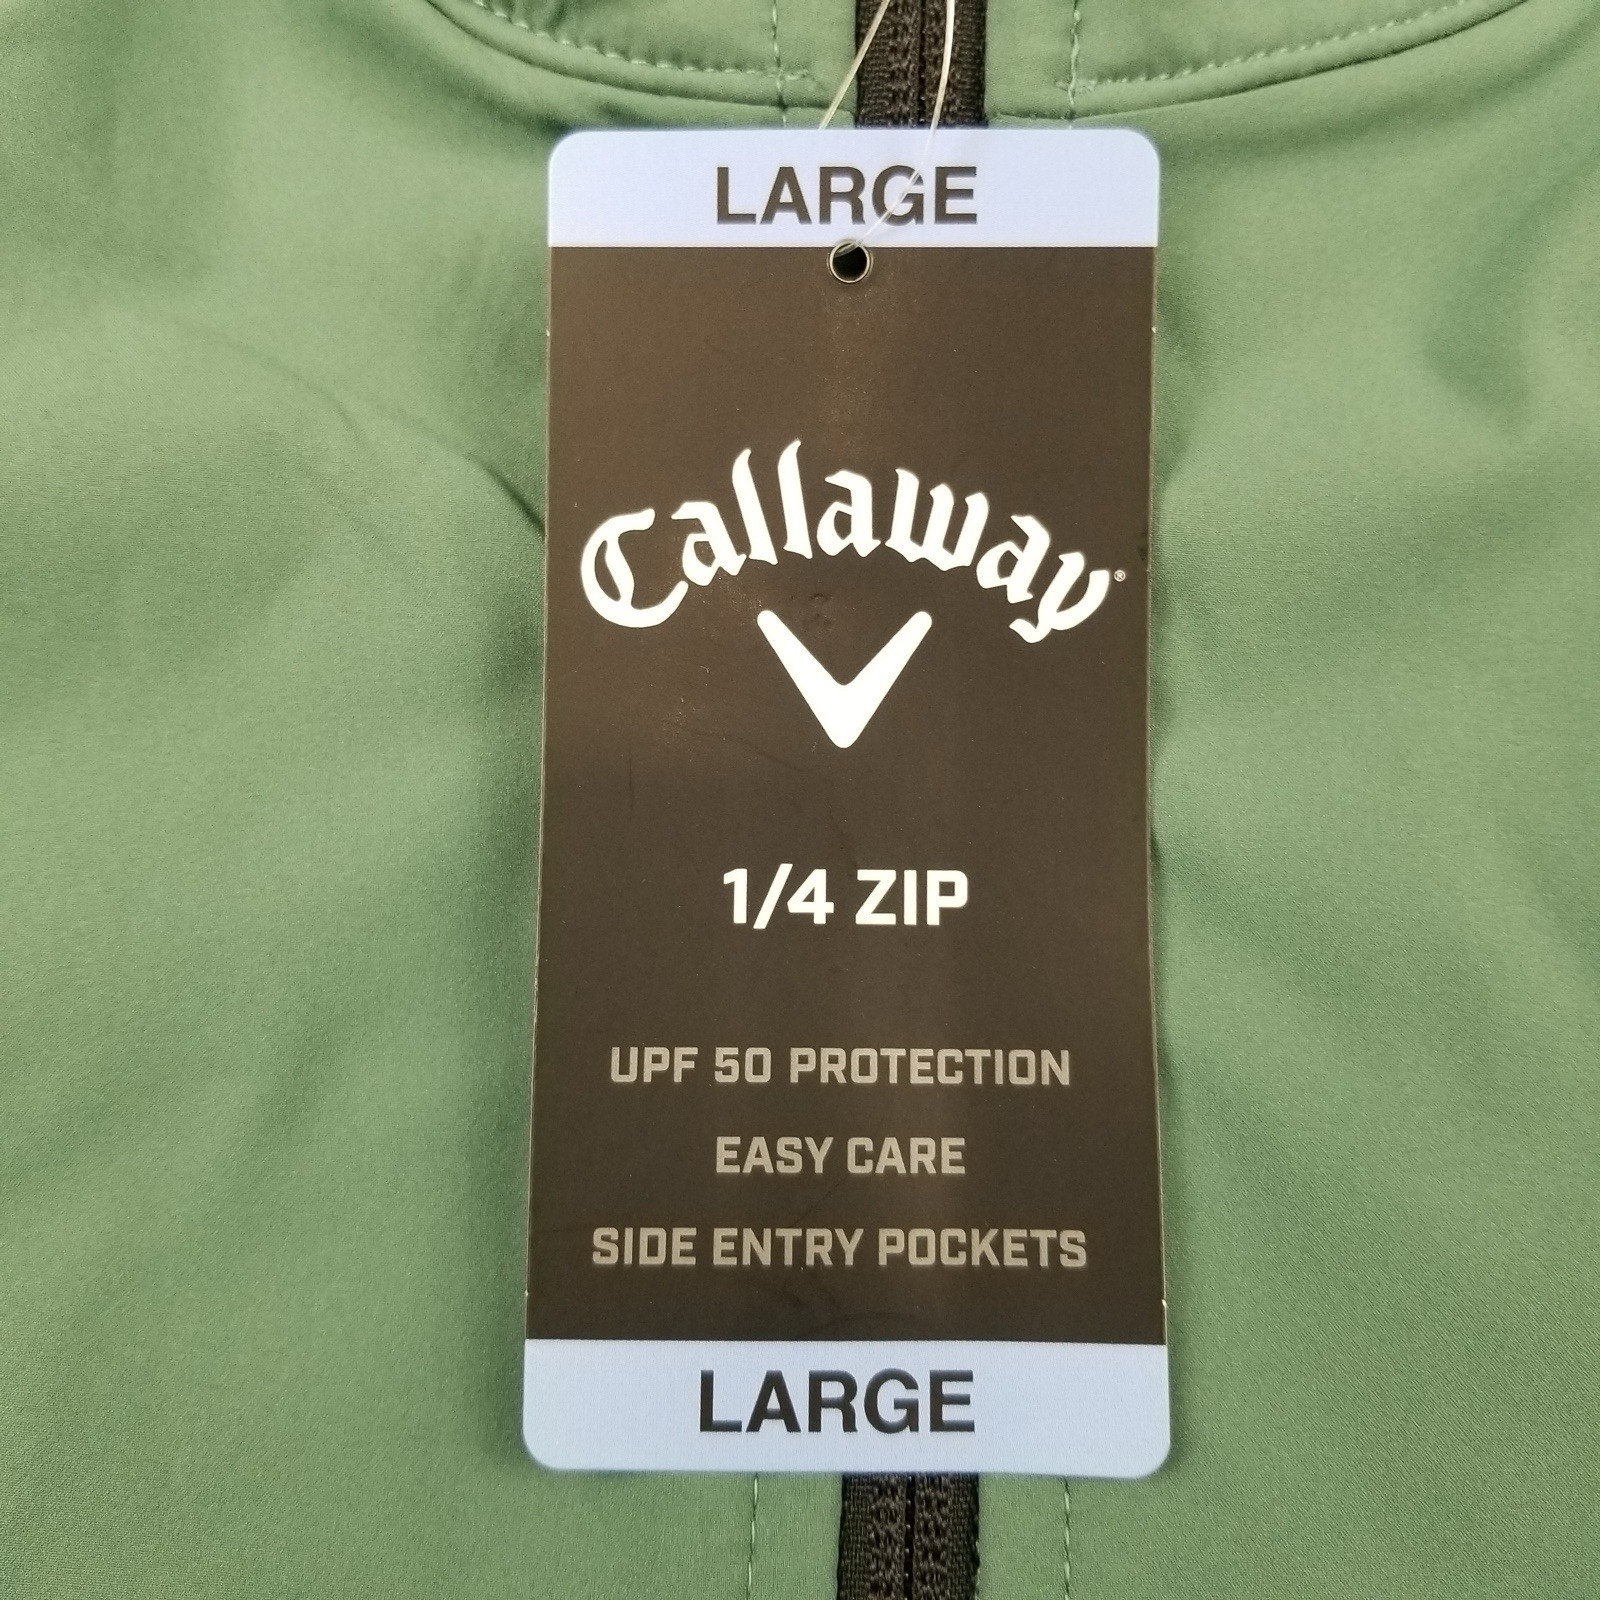 LARGE
Callaway®
1/4 ZIP
UPF 50 PROTECTION
EASY CARE
SIDE ENTRY POCKETS
LARGE